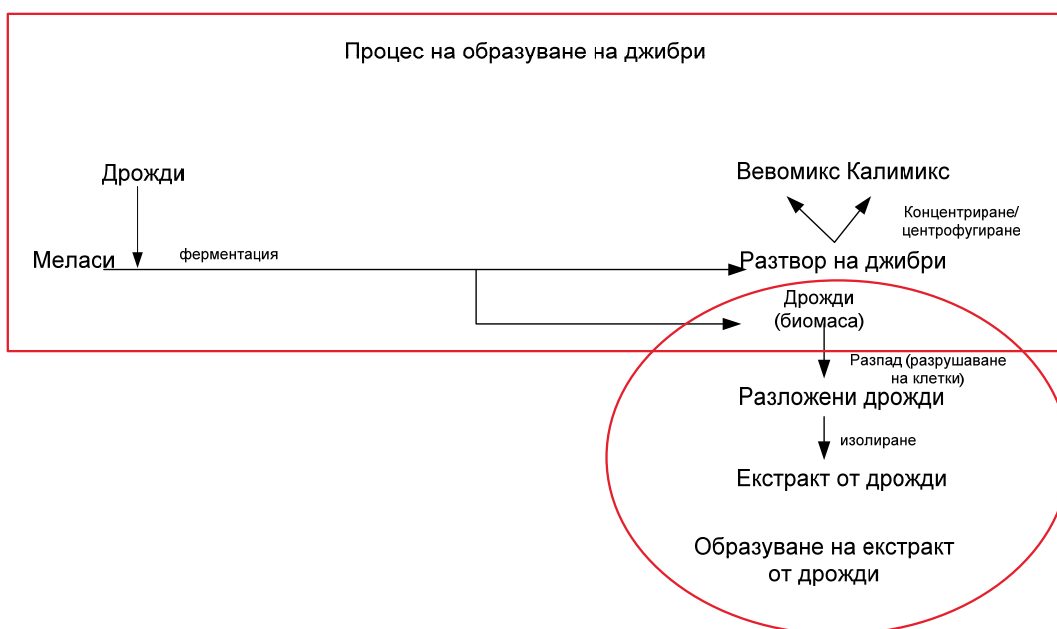 Процес на образуване на джибри
Дрожди
Вевомикс Калимикс
Концентриране/
центрофугиране
Меласи
ферментация
Разтвор на джибри
Дрожди
(биомаса)
Разпад (разрушаване
на клетки)
Разложени дрожди
изолиране
Екстракт от дрожди
Образуване на екстракт
от дрожди